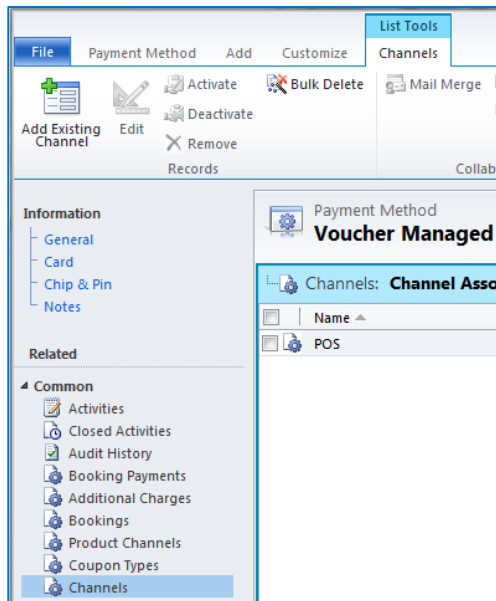 List Tools
File Payment Method Add Customize Channels
Add Existing Channel
Edit
Activate
Deactivate
Remove
Bulk Delete
Mail Merge
Records
Collab
Information
General
Card
Chip & Pin
Notes
Related
Common
Activities
Closed Activities
Audit History
Booking Payments
Additional Charges
Bookings
Product Channels
Coupon Types
Channels
Payment Method
Voucher Managed
Channels: Channel Asso
Name
POS